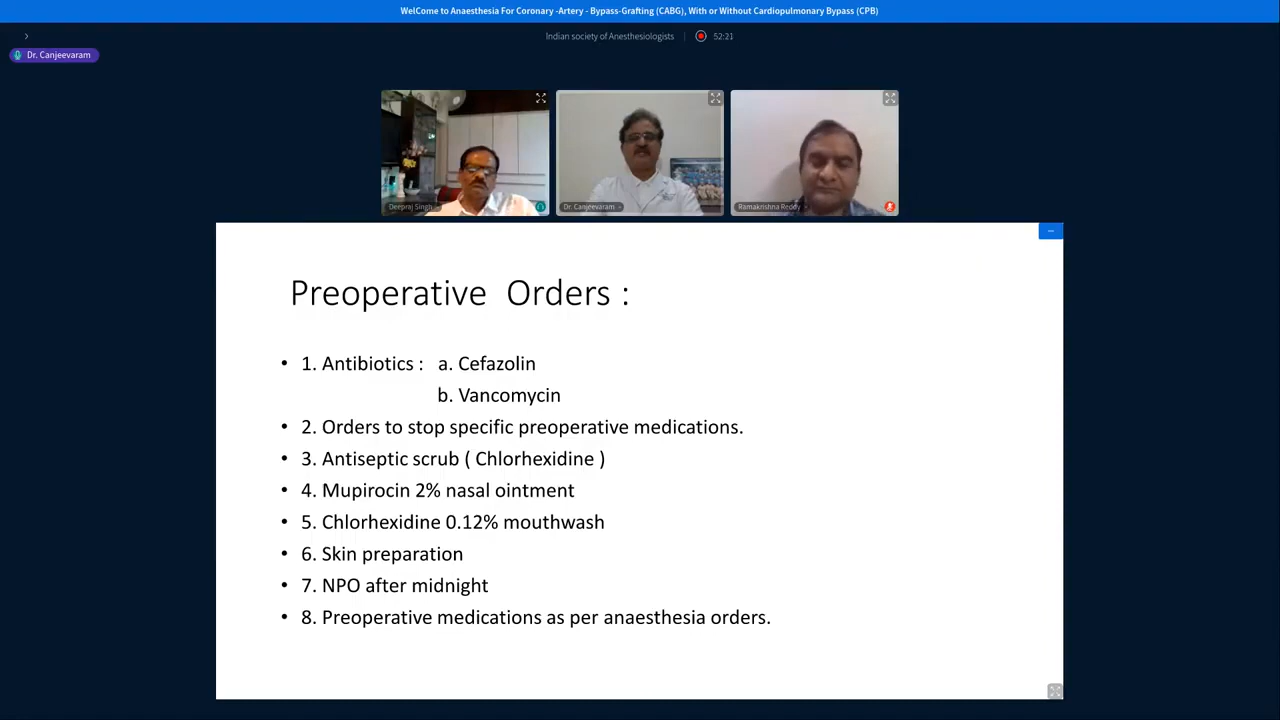 WelCome to Anaesthesia For Coronary -Artery - Bypass-Grafting (CABG), With or Without Cardiopulmonary Bypass (CPB)
Indian society of Anesthesiologists
52:21
Dr. Canjeevaram
Deepraj Singh
Dr. Canjeevaram
Ramakrishna Reddy
Preoperative Orders :
• 1. Antibiotics : a. Cefazolin
b. Vancomycin
• 2. Orders to stop specific preoperative medications.
• 3. Antiseptic scrub ( Chlorhexidine )
• 4. Mupirocin 2% nasal ointment
• 5. Chlorhexidine 0.12% mouthwash
• 6. Skin preparation
• 7. NPO after midnight
• 8. Preoperative medications as per anaesthesia orders.